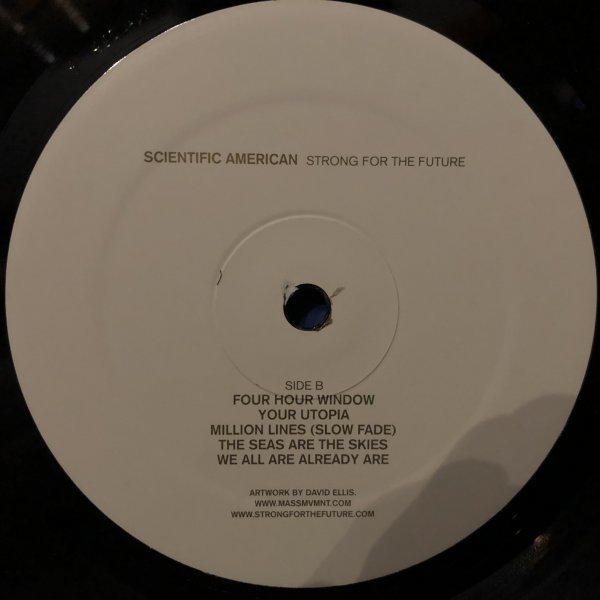 SCIENTIFIC AMERICAN STRONG FOR THE FUTURE
SIDE B
FOUR HOUR WINDOW
YOUR UTOPIA
MILLION LINES (SLOW FADE)
THE SEAS ARE THE SKIES
WE ALL ARE ALREADY ARE
ARTWORK BY DAVID ELLIS.
WWW.MASSMVMNT.COM
WWW.STRONGFORTHEFUTURE.COM